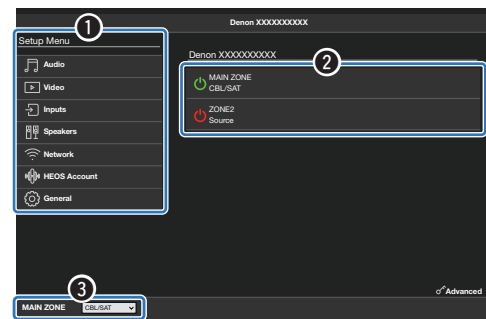 Denon XXXXXXXXXX
1
Setup Menu
Audio
Video
Inputs
Speakers
Network
HEOS Account
General
Denon XXXXXXXXXX
2
MAIN ZONE
CBL/SAT
ZONE2
Source
3
MAIN ZONE CBL/SAT
Advanced